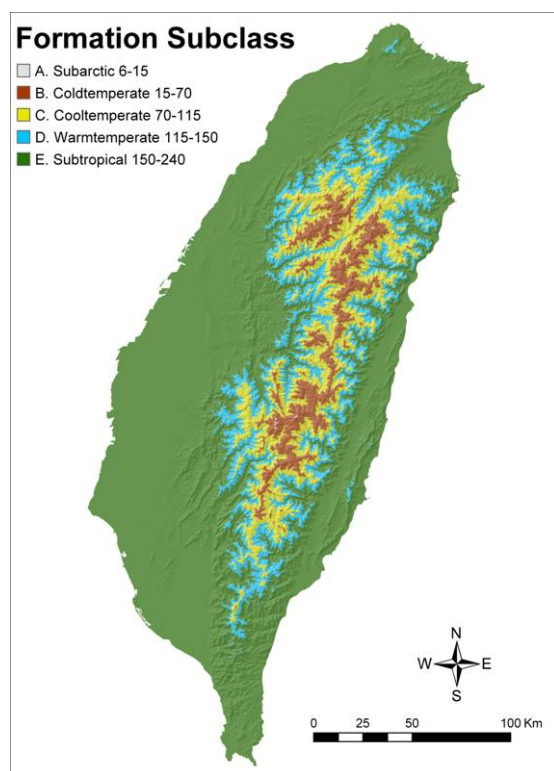 Formation Subclass
A. Subarctic 6-15
B. Coldtemperate 15-70
C. Cooltemperate 70-115
D. Warmtemperate 115-150
E. Subtropical 150-240
N
W E
S
0 25 50 100 Km